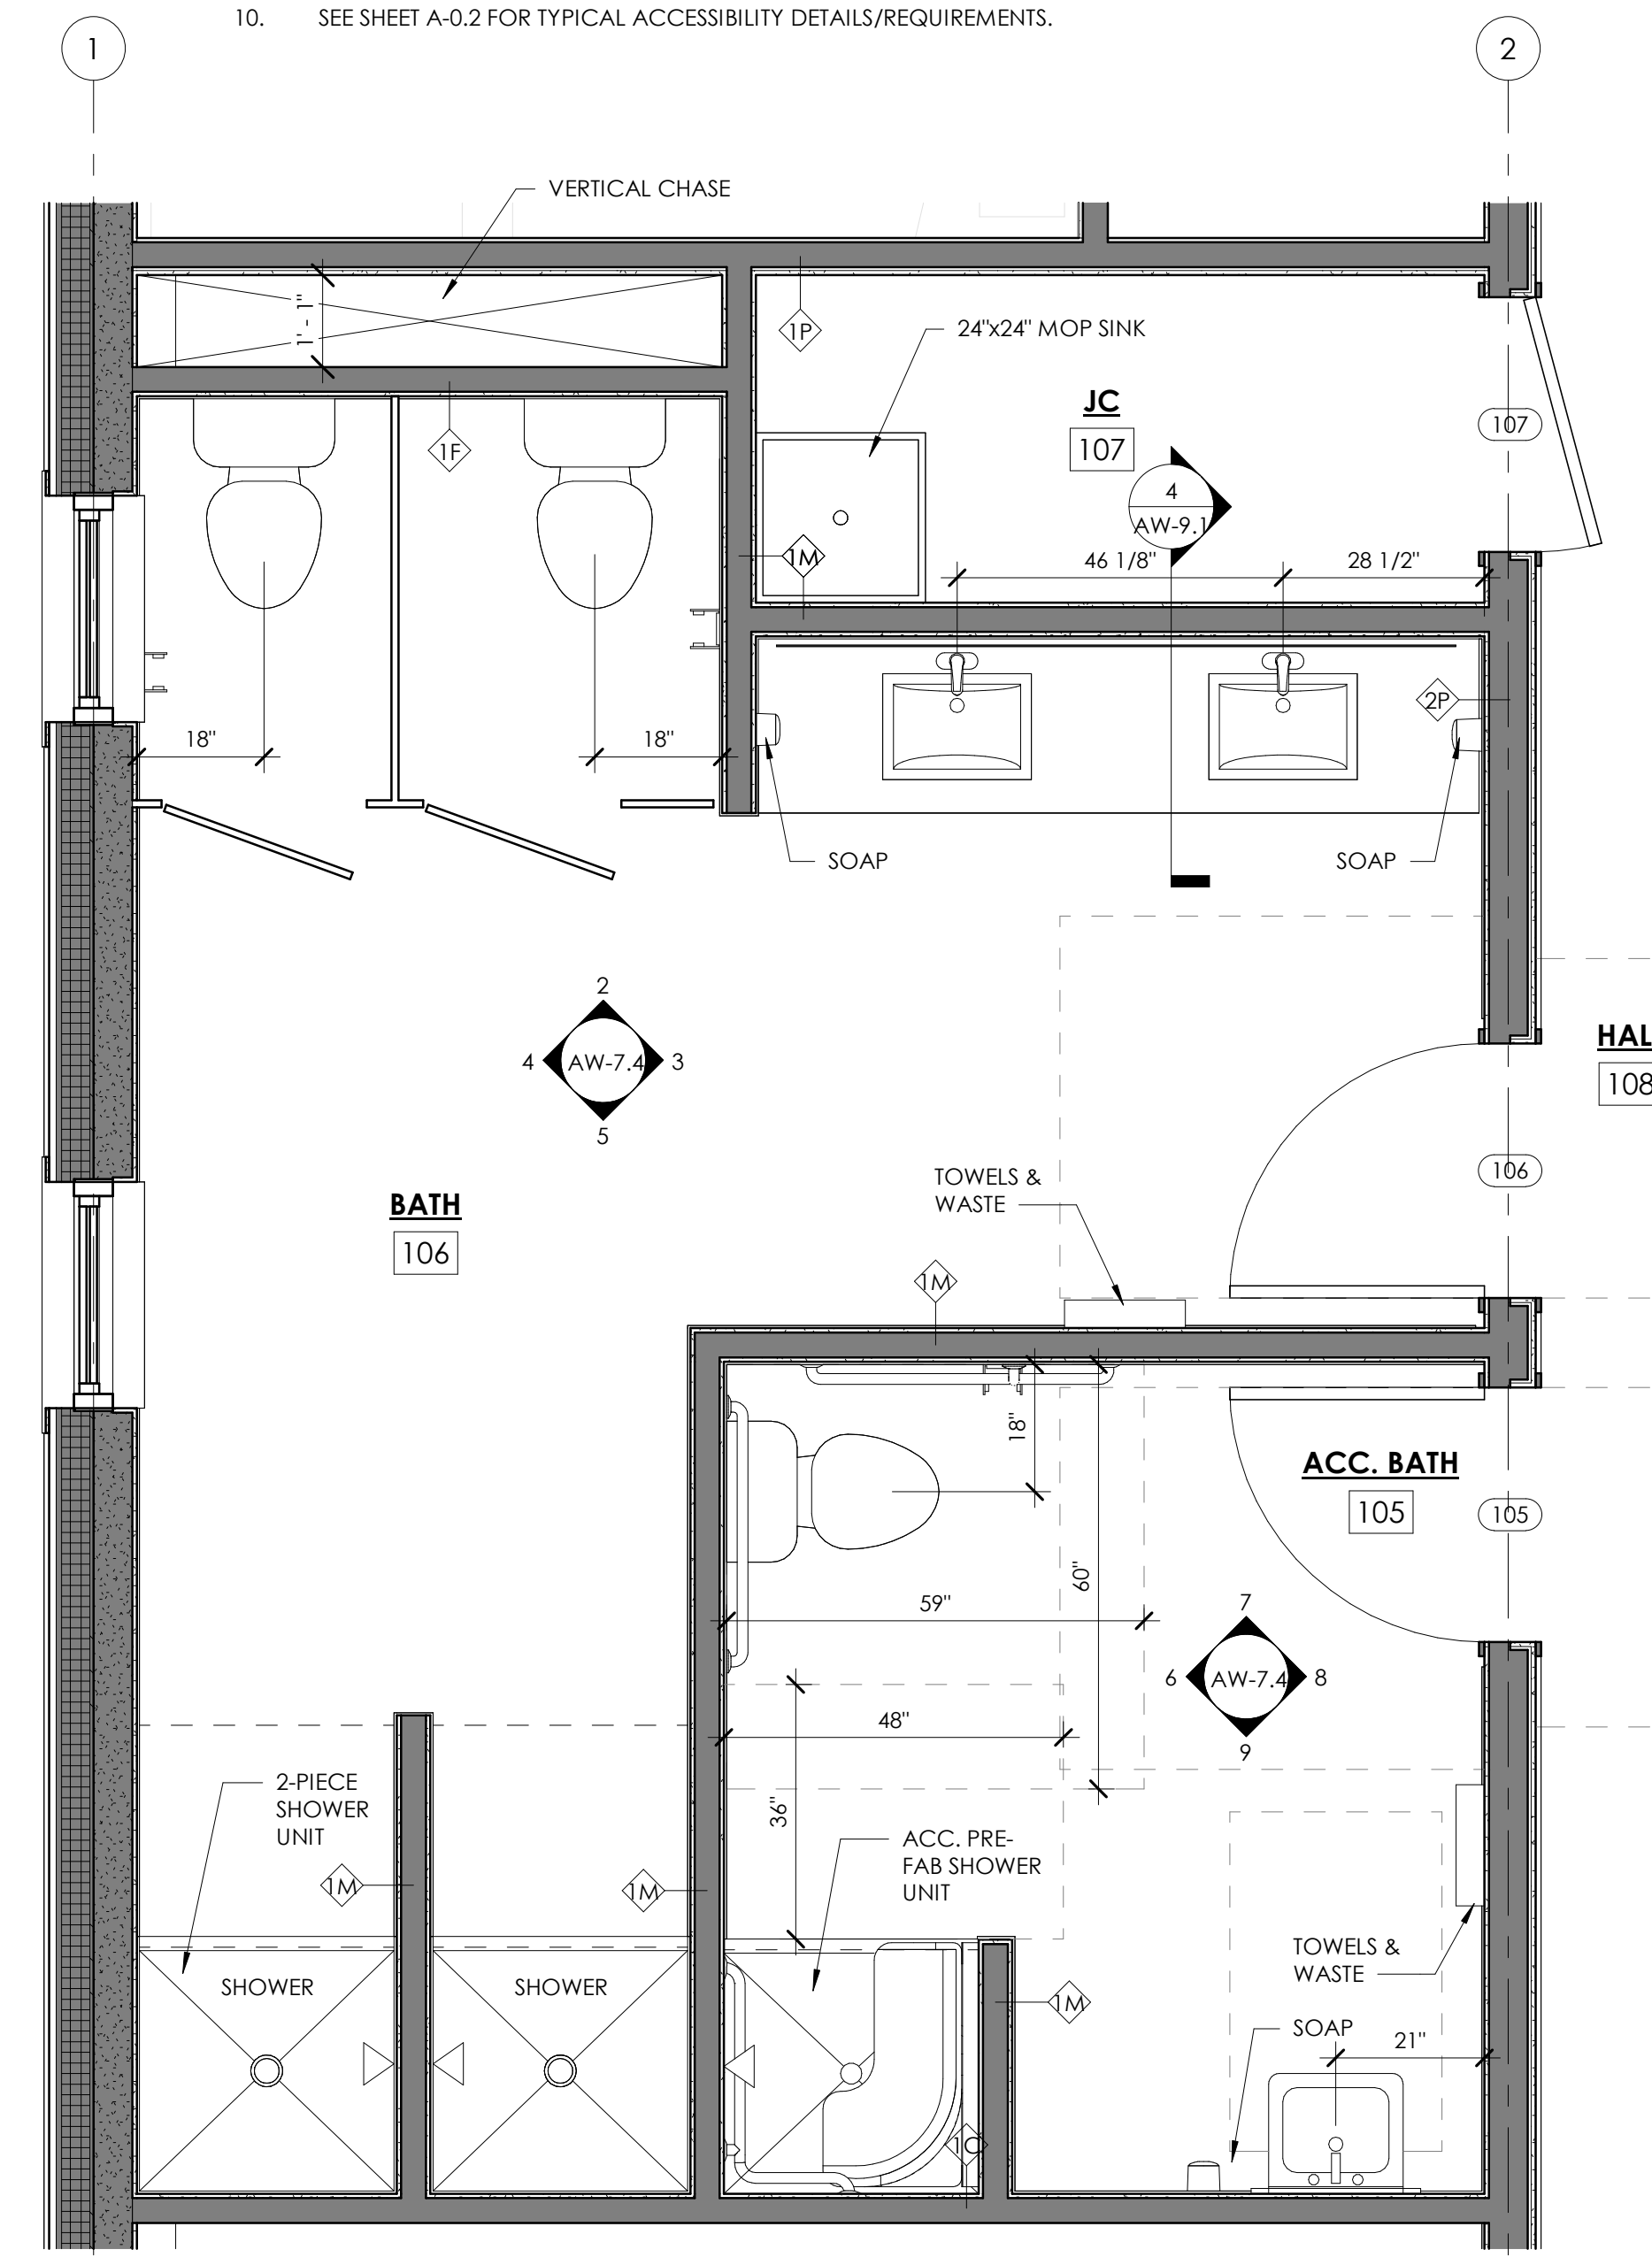 10. SEE SHEET A-0.2 FOR TYPICAL ACCESSIBILITY DETAILS/REQUIREMENTS.
1
2
VERTICAL CHASE
1' - 1"
1P
24"x24" MOP SINK
JC
107
107
1F
4
AW-9.1
1M
46 1/8"
28 1/2"
2P
18"
18"
SOAP
SOAP
2
4
AW-7.4
3
5
HAL
108
106
TOWELS &
WASTE
BATH
106
1M
18"
ACC. BATH
105
105
60"
59"
7
6
AW-7.4
8
9
48"
36"
2-PIECE
SHOWER
UNIT
ACC. PRE-
FAB SHOWER
UNIT
1M
1M
TOWELS &
WASTE
SHOWER
SHOWER
1M
SOAP
21"
1C